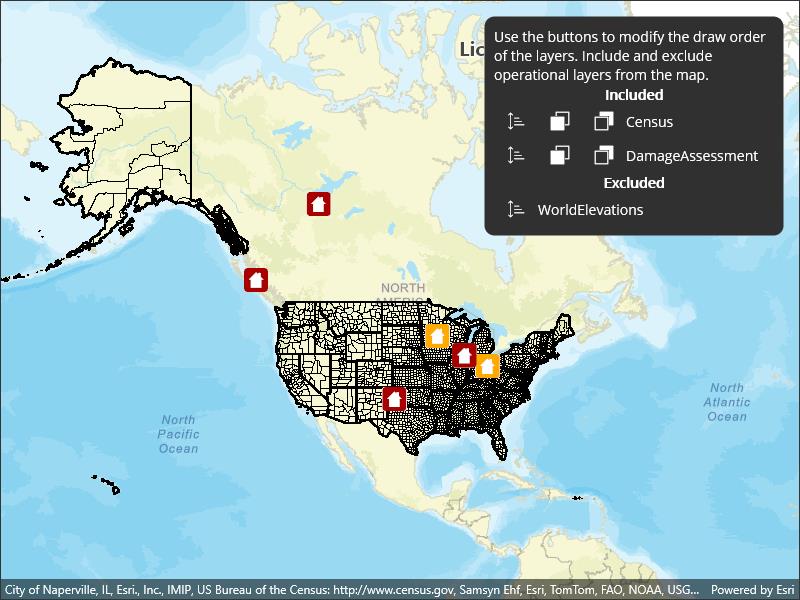 Lic
Use the buttons to modify the draw order
of the layers. Include and exclude
operational layers from the map.
Included
Census
DamageAssessment
Excluded
WorldElevations
NORTH
AMERICA
North
Pacific
Ocean
North
Atlantic
Ocean
City of Naperville, IL, Esri., Inc., IMIP, US Bureau of the Census: http://www.census.gov, Samsyn Ehf, Esri, TomTom, FAO, NOAA, USG... Powered by Esri